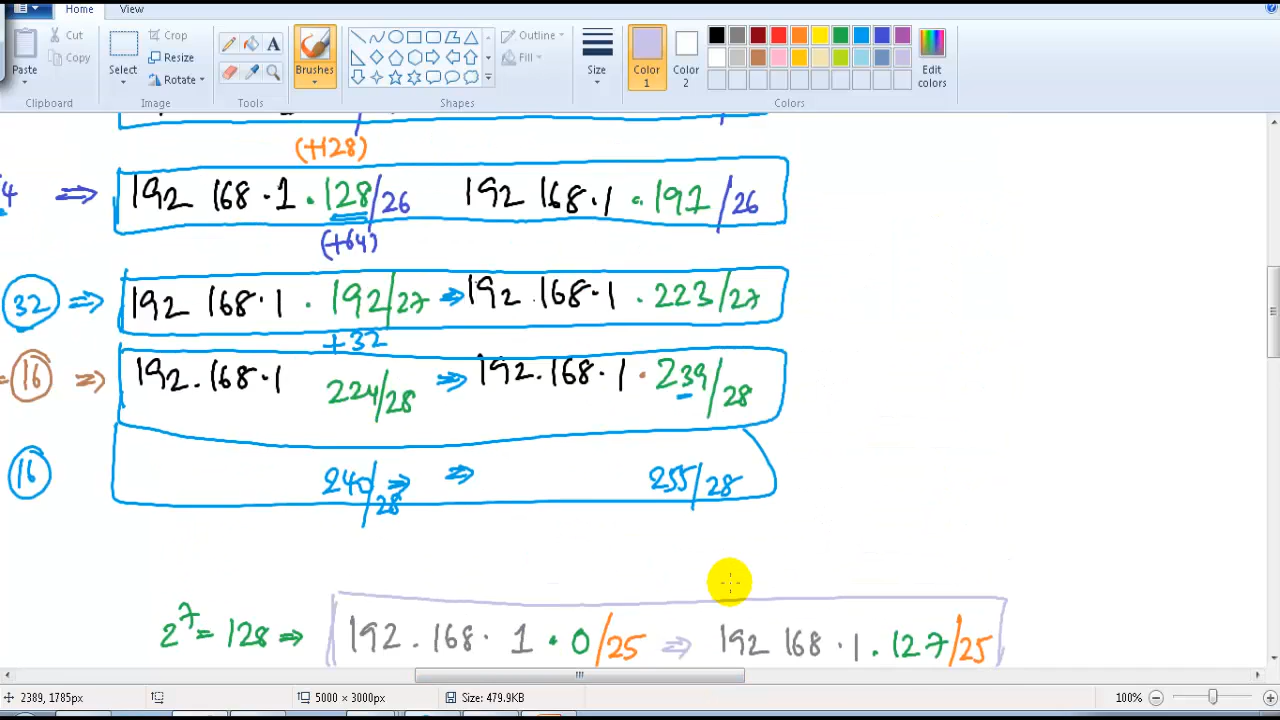 Home View
Cut
Copy
Paste
Clipboard
Select
Crop
Resize
Rotate
Image
Tools
Brushes
Shapes
Outline
Fill
Size
Color 1
Color 2
Colors
Edit colors
(+128)
4 ⇒ 192 168·1·128/26 192 168·1·191/26
(+64)
32 ⇒ 192 168·1·192/27 ⇒ 192.168·1·223/27
+32
=16 ⇒ 192.168·1 224/28 ⇒ 192.168·1·239/28
16 240/28 ⇒ ⇒ 255/28
2^7=128 ⇒ 192.168·1·0/25 ⇒ 192 168·1.127/25
2389, 1785px
5000 × 3000px
Size: 479.9KB
100%